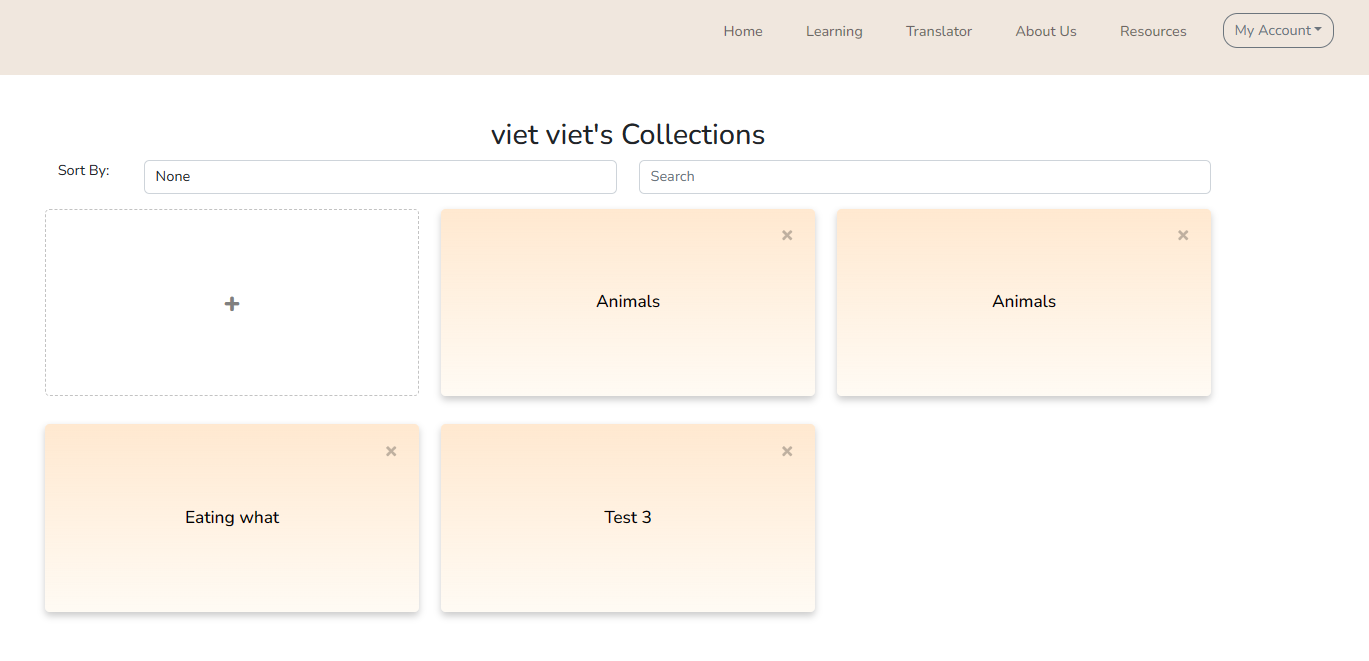 Home Learning Translator About Us Resources My Account
viet viet's Collections
Sort By: None Search
Animals Animals
Eating what Test 3